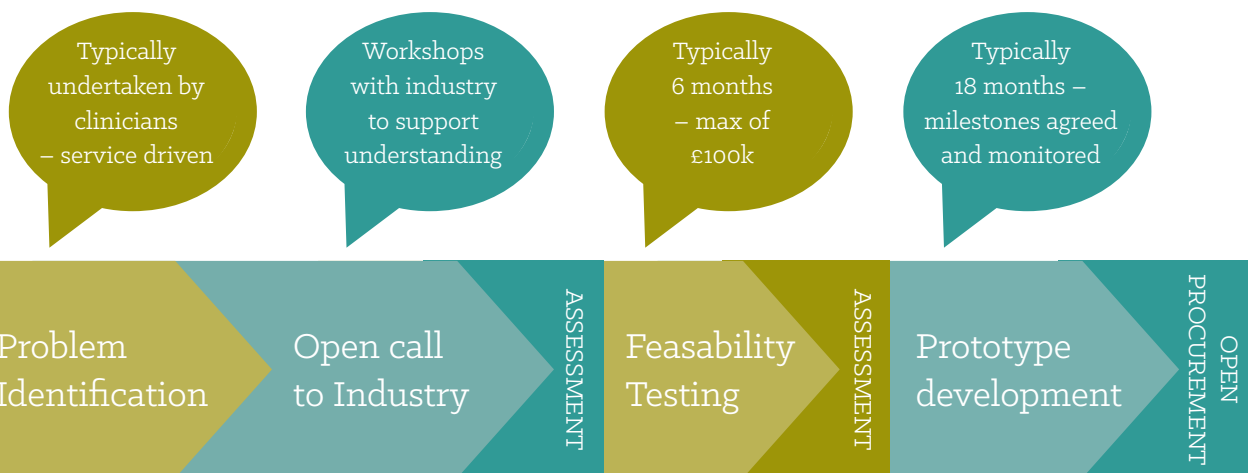 Typically
undertaken by
clinicians
– service driven
Workshops
with industry
to support
understanding
Typically
6 months
– max of
£100k
Typically
18 months –
milestones agreed
and monitored
Problem
Identification
Open call
to Industry
ASSESSMENT
Feasability
Testing
ASSESSMENT
Prototype
development
OPEN
PROCUREMENT